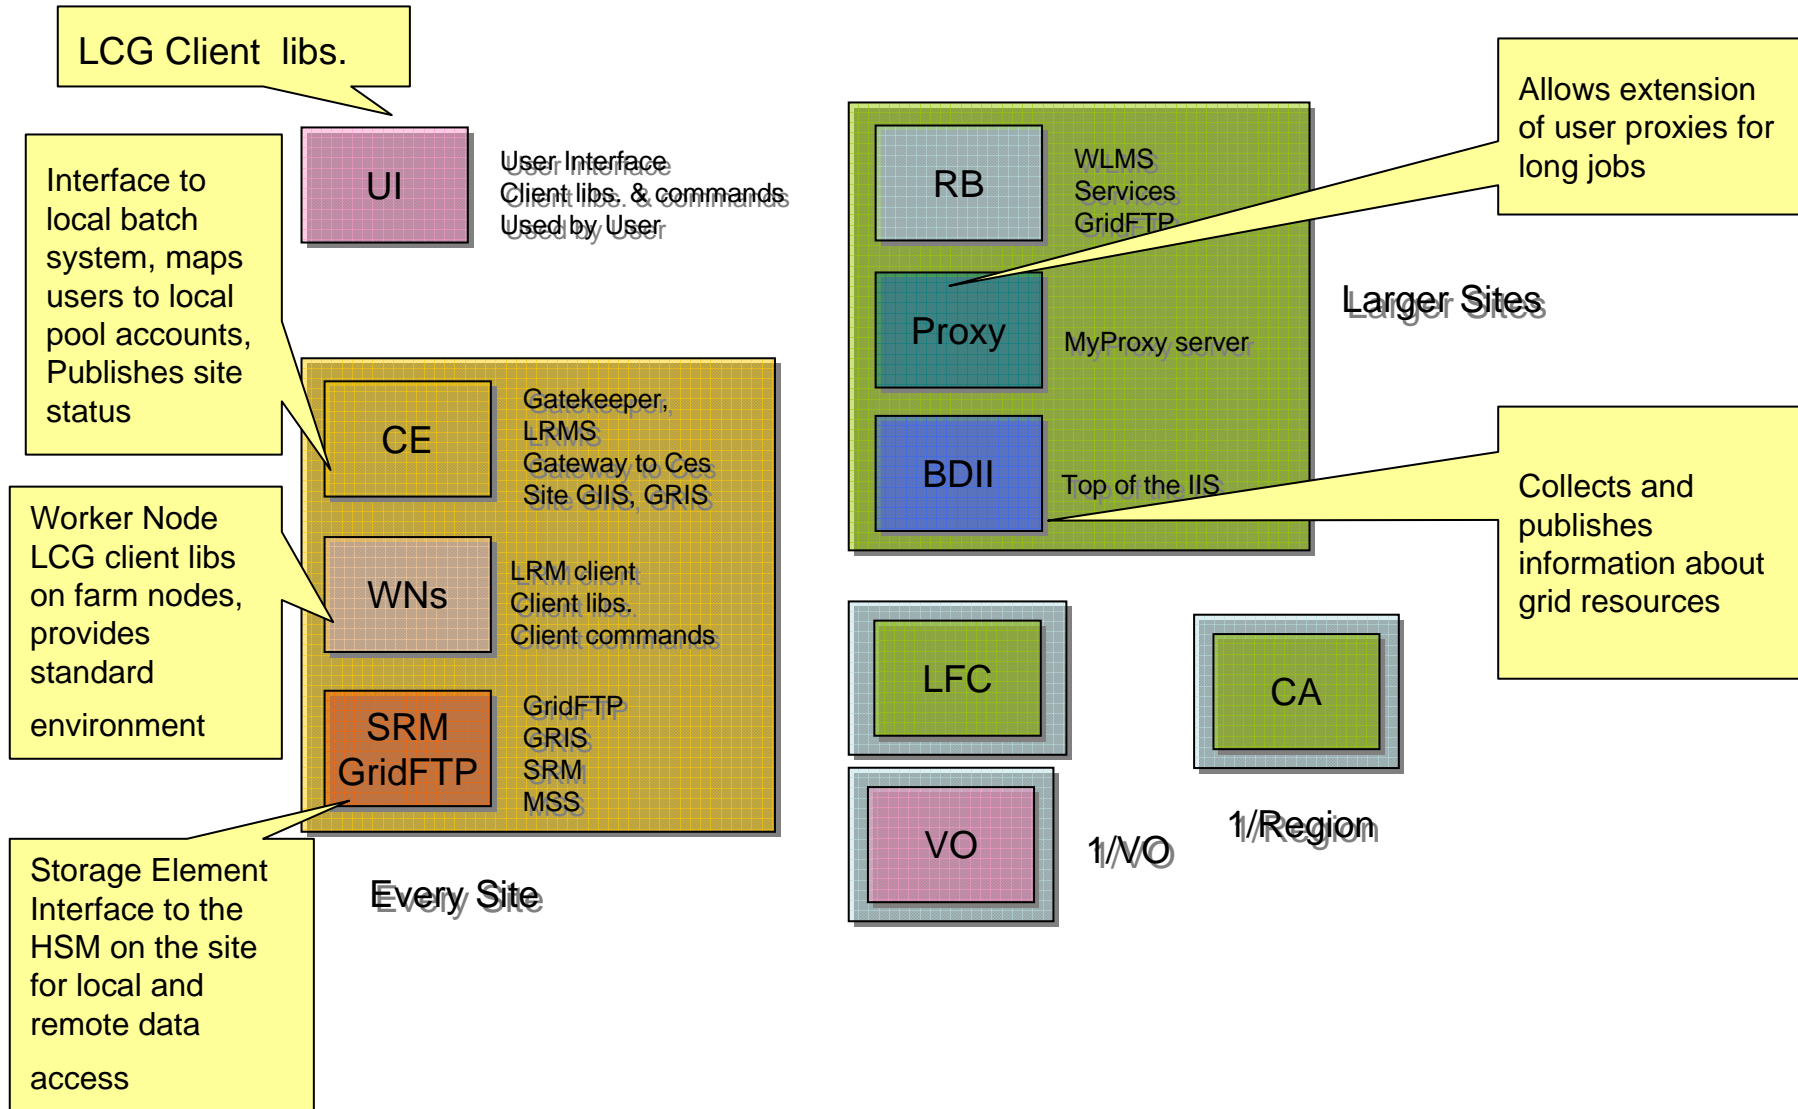 LCG Client  libs.
UI
User Interface
Client libs. & commands
Used by User
Interface to
local batch
system, maps
users to local
pool accounts,
Publishes site
status
CE
Gatekeeper,
LRMS
Gateway to Ces
Site GIIS, GRIS
Worker Node
LCG client libs
on farm nodes,
provides
standard
environment
WNs
LRM client
Client libs.
Client commands
SRM
GridFTP
GridFTP
GRIS
SRM
MSS
Storage Element
Interface to the
HSM on the site
for local and
remote data
access
Every Site
RB
WLMS
Services
GridFTP
Proxy
MyProxy server
BDII
Top of the IIS
Larger Sites
Allows extension
of user proxies for
long jobs
Collects and
publishes
information about
grid resources
LFC
VO
1/VO
CA
1/Region